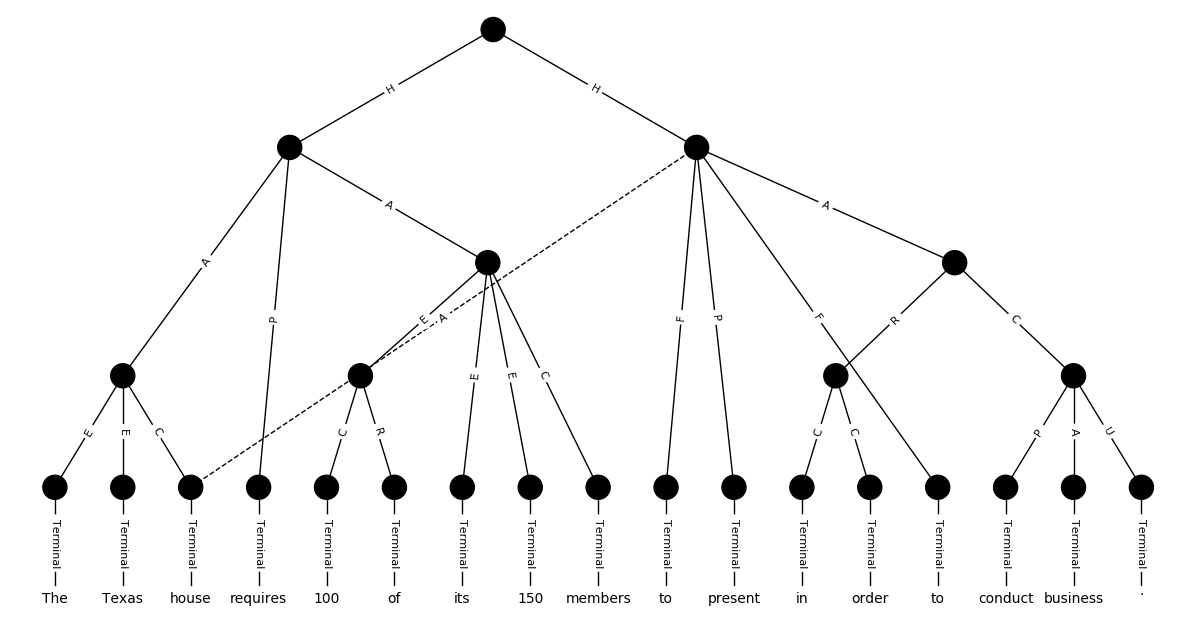 H H
A A A
E A
A P F P F R C
E E C C R E E C C C P A U
Terminal Terminal Terminal Terminal Terminal Terminal Terminal Terminal Terminal Terminal Terminal Terminal Terminal Terminal Terminal Terminal Terminal
The Texas house requires 100 of its 150 members to present in order to conduct business .